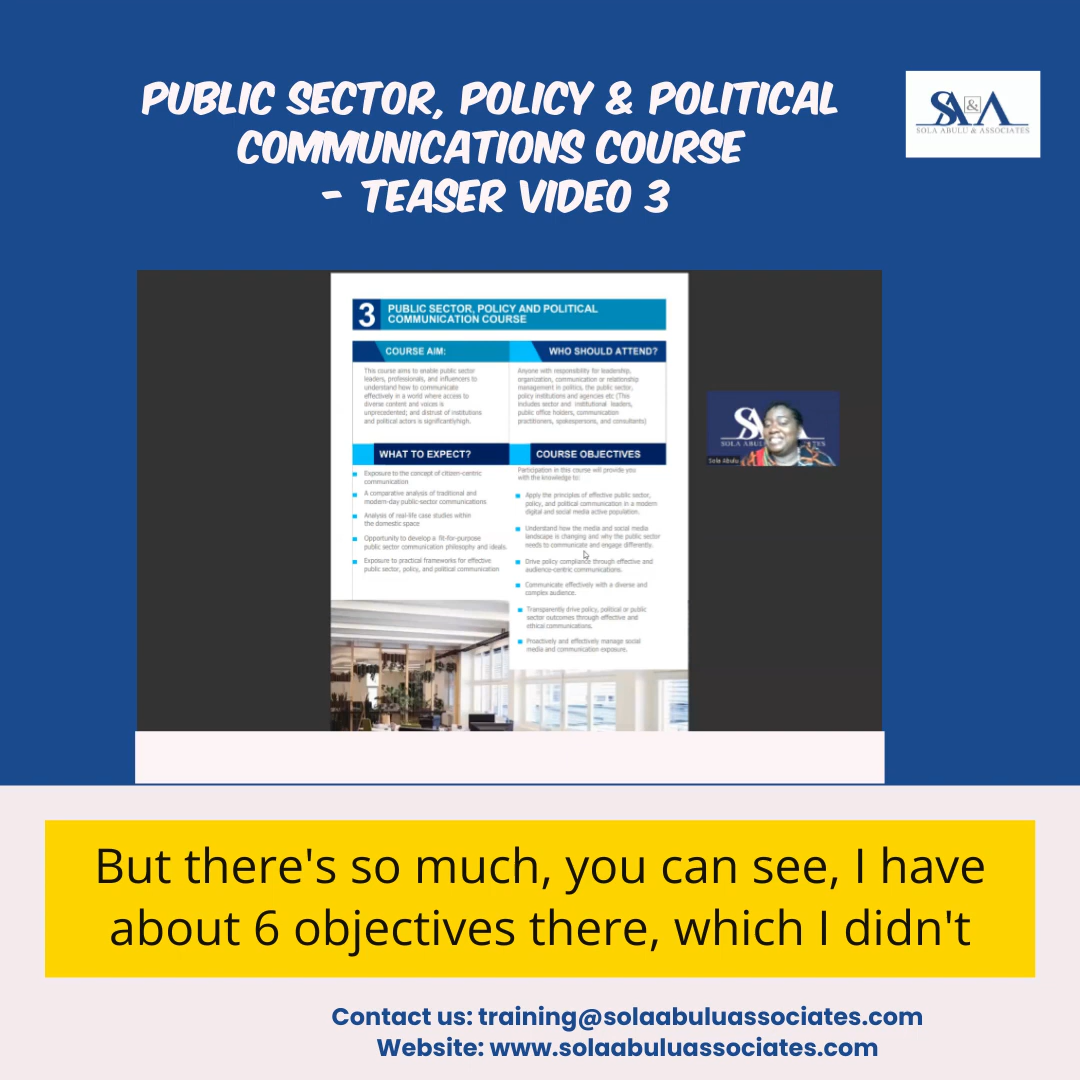 PUBLIC SECTOR, POLICY & POLITICAL
COMMUNICATIONS COURSE
- TEASER VIDEO 3
SA&A
SOLA ABULU & ASSOCIATES
3
PUBLIC SECTOR, POLICY AND POLITICAL
COMMUNICATION COURSE
COURSE AIM:
This course aims to enable public sector
leaders, professionals, and influencers to
understand how to communicate
effectively in a world where access to
diverse content and voices is
unprecedented; and distrust of institutions
and political actors is significantlyhigh.
WHO SHOULD ATTEND?
Anyone with responsibility for leadership,
organization, communication or relationship
management in politics, the public sector,
policy institutions and agencies etc (This
includes sector and institutional leaders,
public office holders, communication
practitioners, spokespersons, and consultants)
WHAT TO EXPECT?
Exposure to the concept of citizen-centric
communication
A comparative analysis of traditional and
modern-day public-sector communications
Analysis of real-life case studies within
the domestic space
Opportunity to develop a fit-for-purpose
public sector communication philosophy and ideals.
Exposure to practical frameworks for effective
public sector, policy, and political communication
COURSE OBJECTIVES
Participation in this course will provide you
with the knowledge to:
Apply the principles of effective public sector,
policy, and political communication in a modern
digital and social media active population.
Understand how the media and social media
landscape is changing and why the public sector
needs to communicate and engage differently.
Drive policy compliance through effective and
audience-centric communications.
Communicate effectively with a diverse and
complex audience.
Transparently drive policy, political or public
sector outcomes through effective and
ethical communications.
Proactively and effectively manage social
media and communication exposure.
SOLA ABUL
Sola Abulu
But there's so much, you can see, I have
about 6 objectives there, which I didn't
Contact us: training@solaabuluassociates.com
Website: www.solaabuluassociates.com